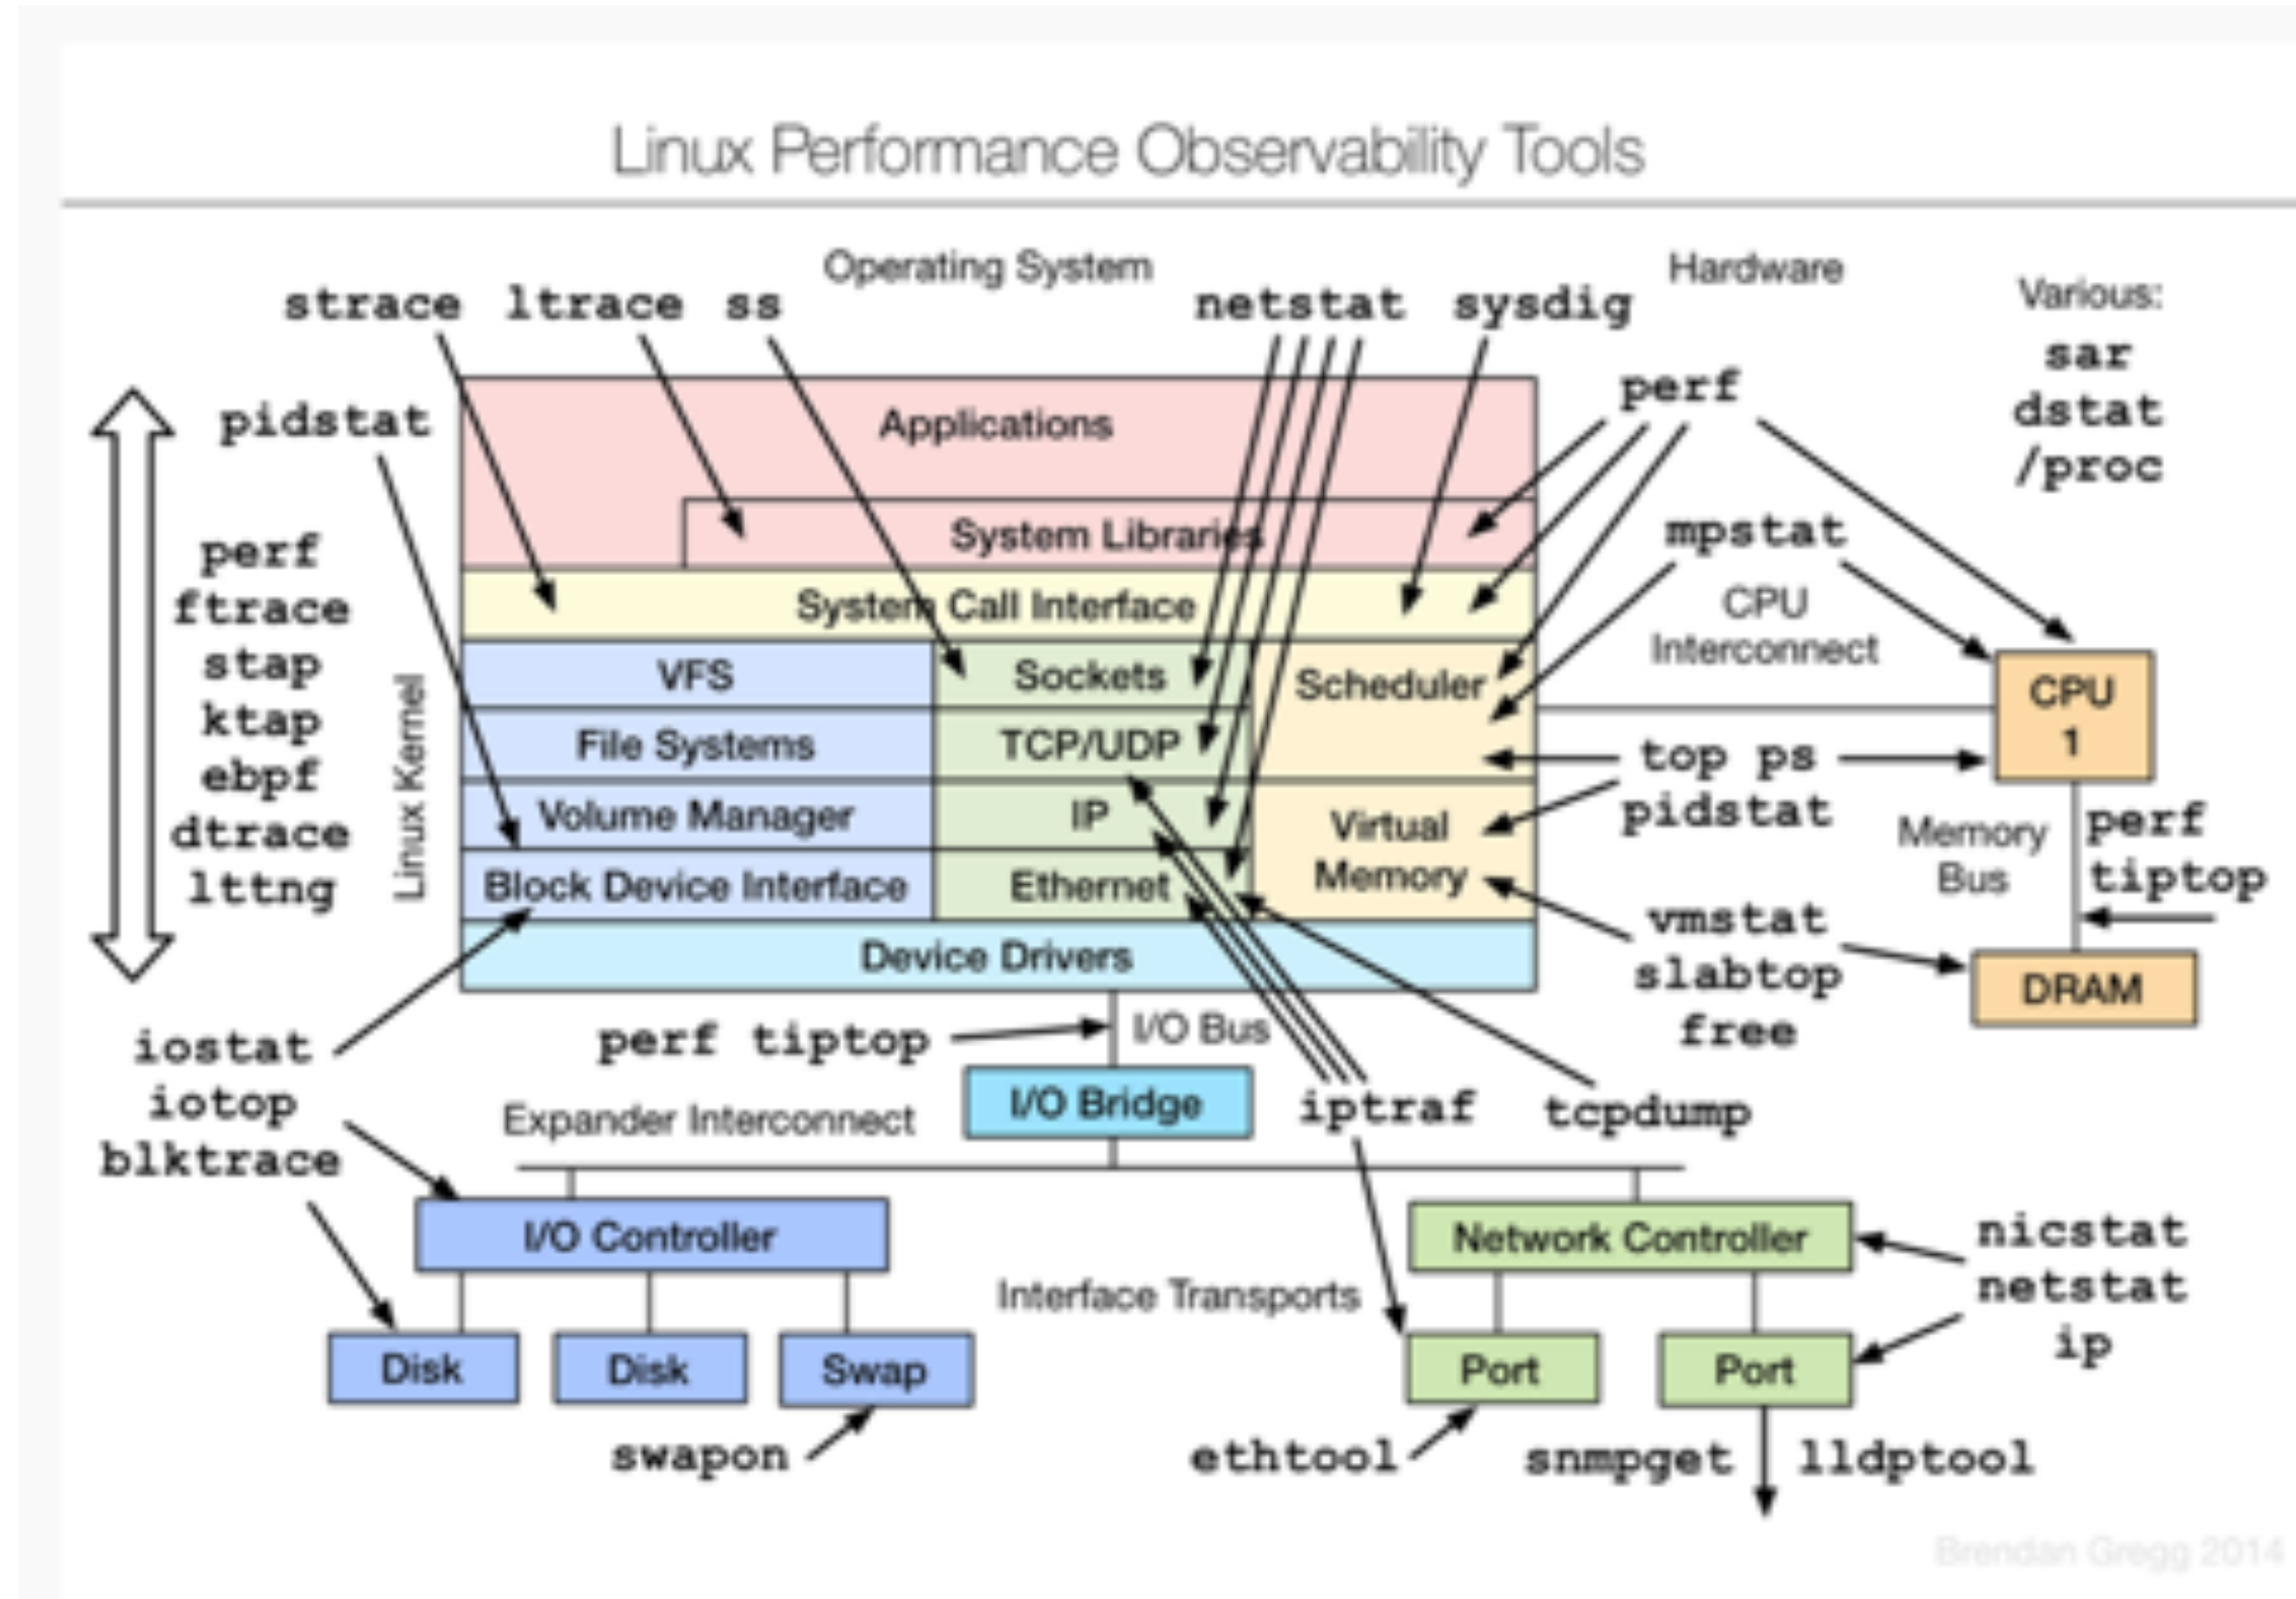 Linux Performance Observability Tools
Operating System
Hardware
strace ltrace ss
netstat sysdig
Various:
sar
dstat
/proc
perf
pidstat
Applications
System Libraries
System Call Interface
mpstat
CPU
Interconnect
perf
ftrace
stap
ktap
ebpf
dtrace
lttng
Linux Kernel
VFS
Sockets
Scheduler
File Systems
TCP/UDP
Volume Manager
IP
Virtual
Memory
Block Device Interface
Ethernet
Device Drivers
CPU
1
top ps
pidstat
Memory
Bus
perf
tiptop
vmstat
slabtop
free
DRAM
iostat
iotop
blktrace
perf tiptop
I/O Bus
I/O Bridge
Expander Interconnect
iptraf
tcpdump
I/O Controller
Network Controller
nicstat
netstat
ip
Interface Transports
Disk
Disk
Swap
Port
Port
swapon
ethtool
snmpget
lldptool
Brendan Gregg 2014